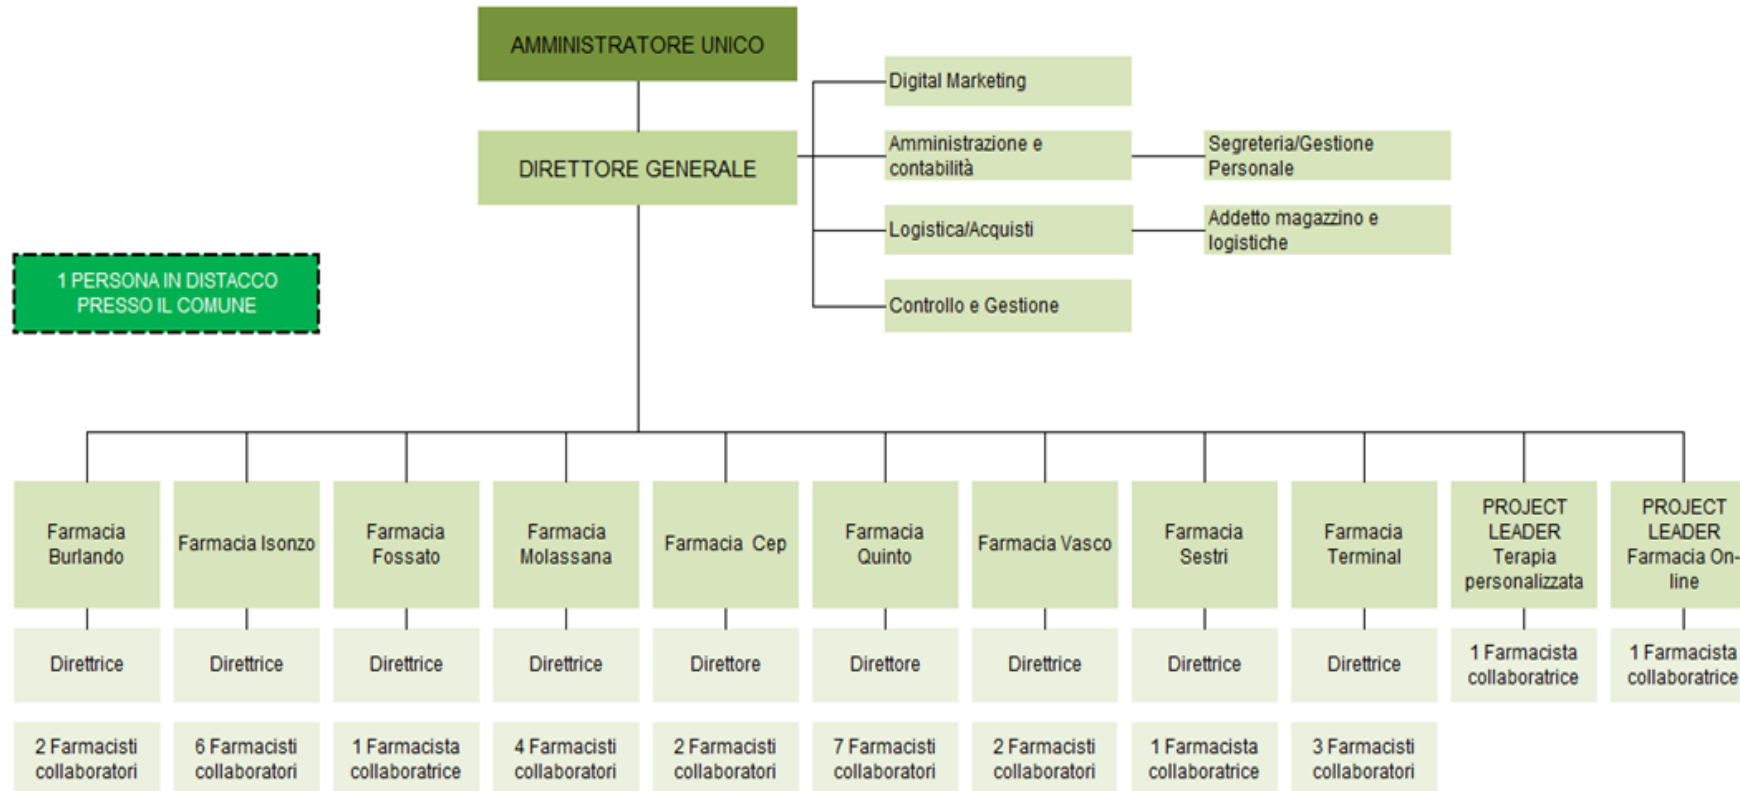 AMMINISTRATORE UNICO
DIRETTORE GENERALE
Digital Marketing
Amministrazione e
contabilità
Segreteria/Gestione
Personale
Logistica/Acquisti
Addetto magazzino e
logistiche
Controllo e Gestione
1 PERSONA IN DISTACCO
PRESSO IL COMUNE
Farmacia
Burlando
Farmacia Isonzo
Farmacia
Fossato
Farmacia
Molassana
Farmacia Cep
Farmacia
Quinto
Farmacia Vasco
Farmacia
Sestri
Farmacia
Terminal
PROJECT
LEADER
Terapia
personalizzata
PROJECT
LEADER
Farmacia On-
line
Direttrice
Direttrice
Direttrice
Direttrice
Direttore
Direttore
Direttrice
Direttrice
Direttrice
1 Farmacista
collaboratrice
1 Farmacista
collaboratrice
2 Farmacisti
collaboratori
6 Farmacisti
collaboratori
1 Farmacista
collaboratrice
4 Farmacisti
collaboratori
2 Farmacisti
collaboratori
7 Farmacisti
collaboratori
2 Farmacisti
collaboratori
1 Farmacista
collaboratrice
3 Farmacisti
collaboratori